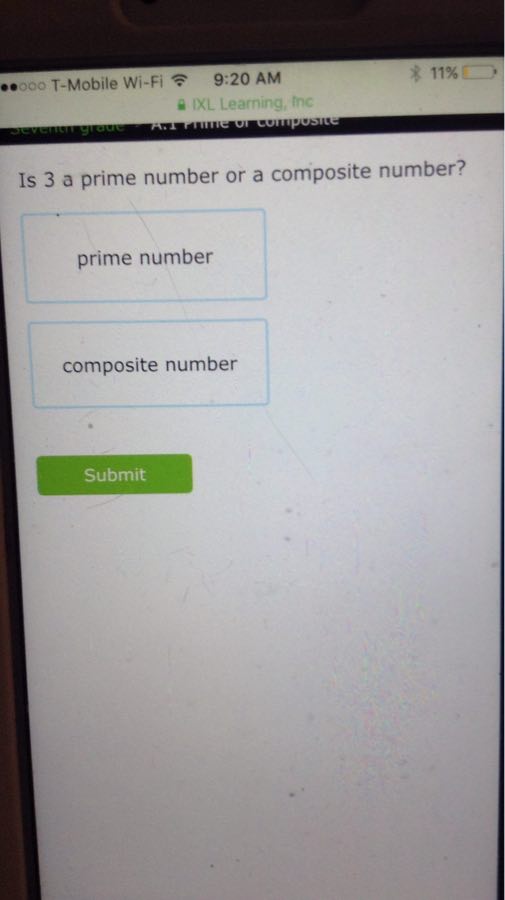 T-Mobile Wi-Fi 9:20 AM 11%
IXL Learning, Inc
Seventh grade A.1 Prime or composite
Is 3 a prime number or a composite number?
prime number
composite number
Submit